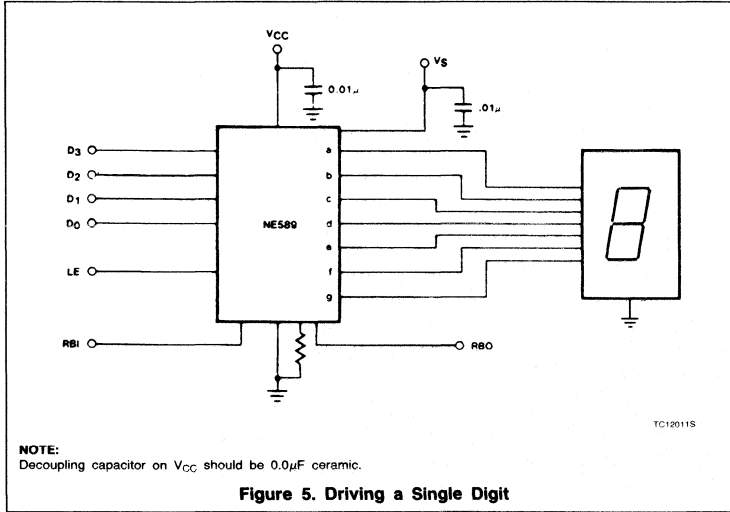 VCC
VS
0.01μ
.01μ
D3
D2
D1
D0
LE
RBI
NE589
a
b
c
d
e
f
g
RBO
TC12011S
NOTE:
Decoupling capacitor on VCC should be 0.0μF ceramic.
Figure 5. Driving a Single Digit